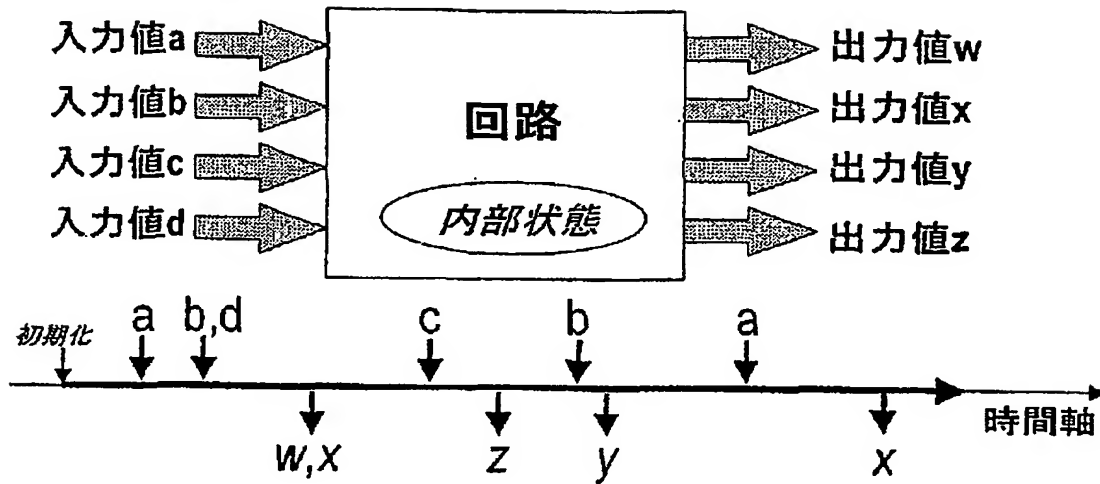 入力値a
入力値b
入力値c
入力値d
回路
内部状態
出力値w
出力値x
出力値y
出力値z
初期化
a
b,d
c
b
a
w,x
z
y
x
時間軸